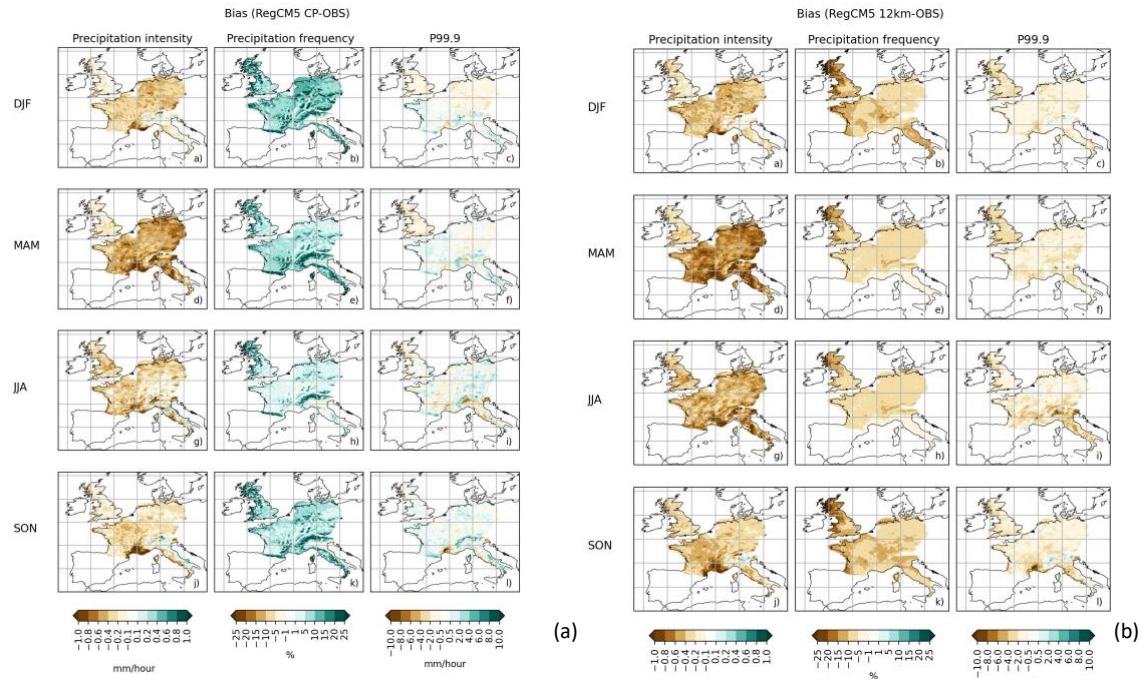 Bias (RegCM5 CP-OBS)
Precipitation intensity Precipitation frequency P99.9
DJF
a) b) c)
MAM
d) e) f)
JJA
g) h) i)
SON
j) k) l)
−1.0 −0.8 −0.6 −0.4 −0.2 −0.1 0.1 0.2 0.4 0.6 0.8 1.0
−25 −20 −15 −10 −5 −1 1 5 10 15 20 25
−10.0 −8.0 −6.0 −4.0 −2.0 −0.5 0.5 2.0 4.0 6.0 8.0 10.0
mm/hour % mm/hour
(a)
Bias (RegCM5 12km-OBS)
Precipitation intensity Precipitation frequency P99.9
DJF
a) b) c)
MAM
d) e) f)
JJA
g) h) i)
SON
j) k) l)
−1.0 −0.8 −0.6 −0.4 −0.2 −0.1 0.1 0.2 0.4 0.6 0.8 1.0
−25 −20 −15 −10 −5 −1 1 5 10 15 20 25
−10.0 −8.0 −6.0 −4.0 −2.0 −0.5 0.5 2.0 4.0 6.0 8.0 10.0
%
(b)